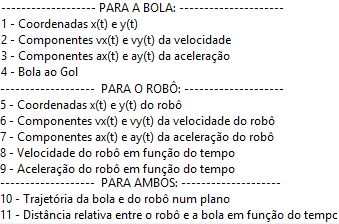 -------------------- PARA A BOLA: ----------------------
1 - Coordenadas x(t) e y(t)
2 - Componentes vx(t) e vy(t) da velocidade
3 - Componentes ax(t) e ay(t) da aceleração
4 - Bola ao Gol
-------------------- PARA O ROBÔ: ---------------------
5 - Coordenadas x(t) e y(t) do robô
6 - Componentes vx(t) e vy(t) da velocidade do robô
7 - Componentes ax(t) e ay(t) da aceleração do robô
8 - Velocidade do robô em função do tempo
9 - Aceleração do robô em função do tempo
-------------------- PARA AMBOS: ---------------------
10 - Trajetória da bola e do robô num plano
11 - Distância relativa entre o robô e a bola em função do tempo